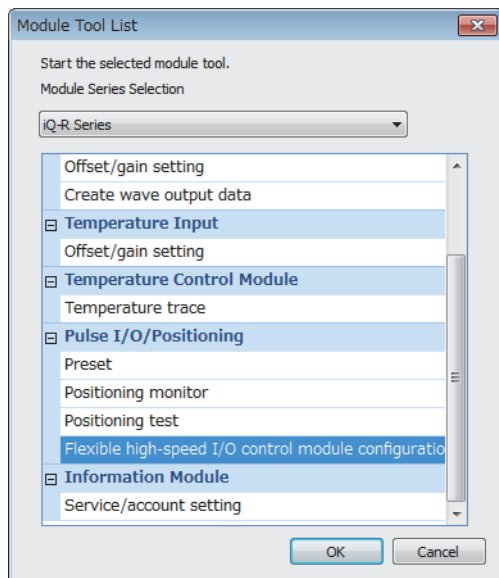 Module Tool List
Start the selected module tool.
Module Series Selection
iQ-R Series
Offset/gain setting
Create wave output data
Temperature Input
Offset/gain setting
Temperature Control Module
Temperature trace
Pulse I/O/Positioning
Preset
Positioning monitor
Positioning test
Flexible high-speed I/O control module configuratio
Information Module
Service/account setting
OK
Cancel